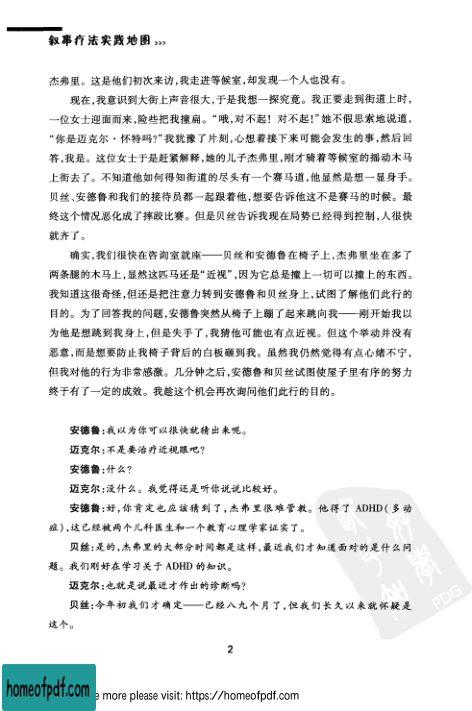 叙事疗法实践地图 >>>
杰弗里。这是他们初次来访,我走进等候室,却发现一个人也没有。
现在,我意识到大街上声音很大,于是我想一探究竟。我正要走到街道上时,
一位女士迎面而来,险些把我撞扁。“哦,对不起！对不起!”她不假思索地说道,
“你是迈克尔·怀特吗?”我犹豫了片刻,心想着接下来可能会发生的事,然后回
答,我是。这位女士于是赶紧解释,她的儿子杰弗里,刚才骑着等候室的摇动木马
上街去了。不知道他如何得知街道的尽头有一个赛马道,他显然是想一显身手。
贝丝、安德鲁和我们的接待员都一起跟着他,想要告诉他这不是赛马的时候。最
终这个情况恶化成了摔跤比赛。但是贝丝告诉我现在局势已经得到控制,人很快
就齐了。
确实,我们很快在咨询室就座——贝丝和安德鲁在椅子上,杰弗里坐在多了
两条腿的木马上,显然这匹马还是“近视”,因为它总是撞上一切可以撞上的东西。
我知道这很奇怪,但还是把注意力转到安德鲁和贝丝身上,试图了解他们此行的
目的。为了回答我的问题,安德鲁突然从椅子上蹦了起来跳向我——刚开始我以
为他是想跳到我身上,但是失手了,我猜他可能也有点近视。但这个举动并没有
恶意,而是想要防止我椅子背后的白板砸到我。虽然我仍然觉得有点心绪不宁,
但我对他的行为非常感激。几分钟之后,安德鲁和贝丝试图使屋子里有序的努力
终于有了一定的成效。我趁这个机会再次询问他们此行的目的。
安德鲁:我以为你可以很快就猜出来呢。
迈克尔:不是要治疗近视眼吧?
安德鲁:什么?
迈克尔:没什么。我觉得还是听你说说比较好。
安德鲁:好,你肯定也应该猜到了,杰弗里很难管教。他得了 ADHD(多动
症),这已经被两个儿科医生和一个教育心理学家证实了。
贝丝:是的,杰弗里的大部分时间都是这样,最近我们才知道面对的是什么问
题。我们刚好在学习关于 ADHD 的知识。
迈克尔:也就是说最近才作出的诊断吗?
贝丝:今年初我们才确定——已经八九个月了,但我们长久以来就怀疑是
这个。
PDG
2
homeofpdf.com
e more please visit: https://homeofpdf.com